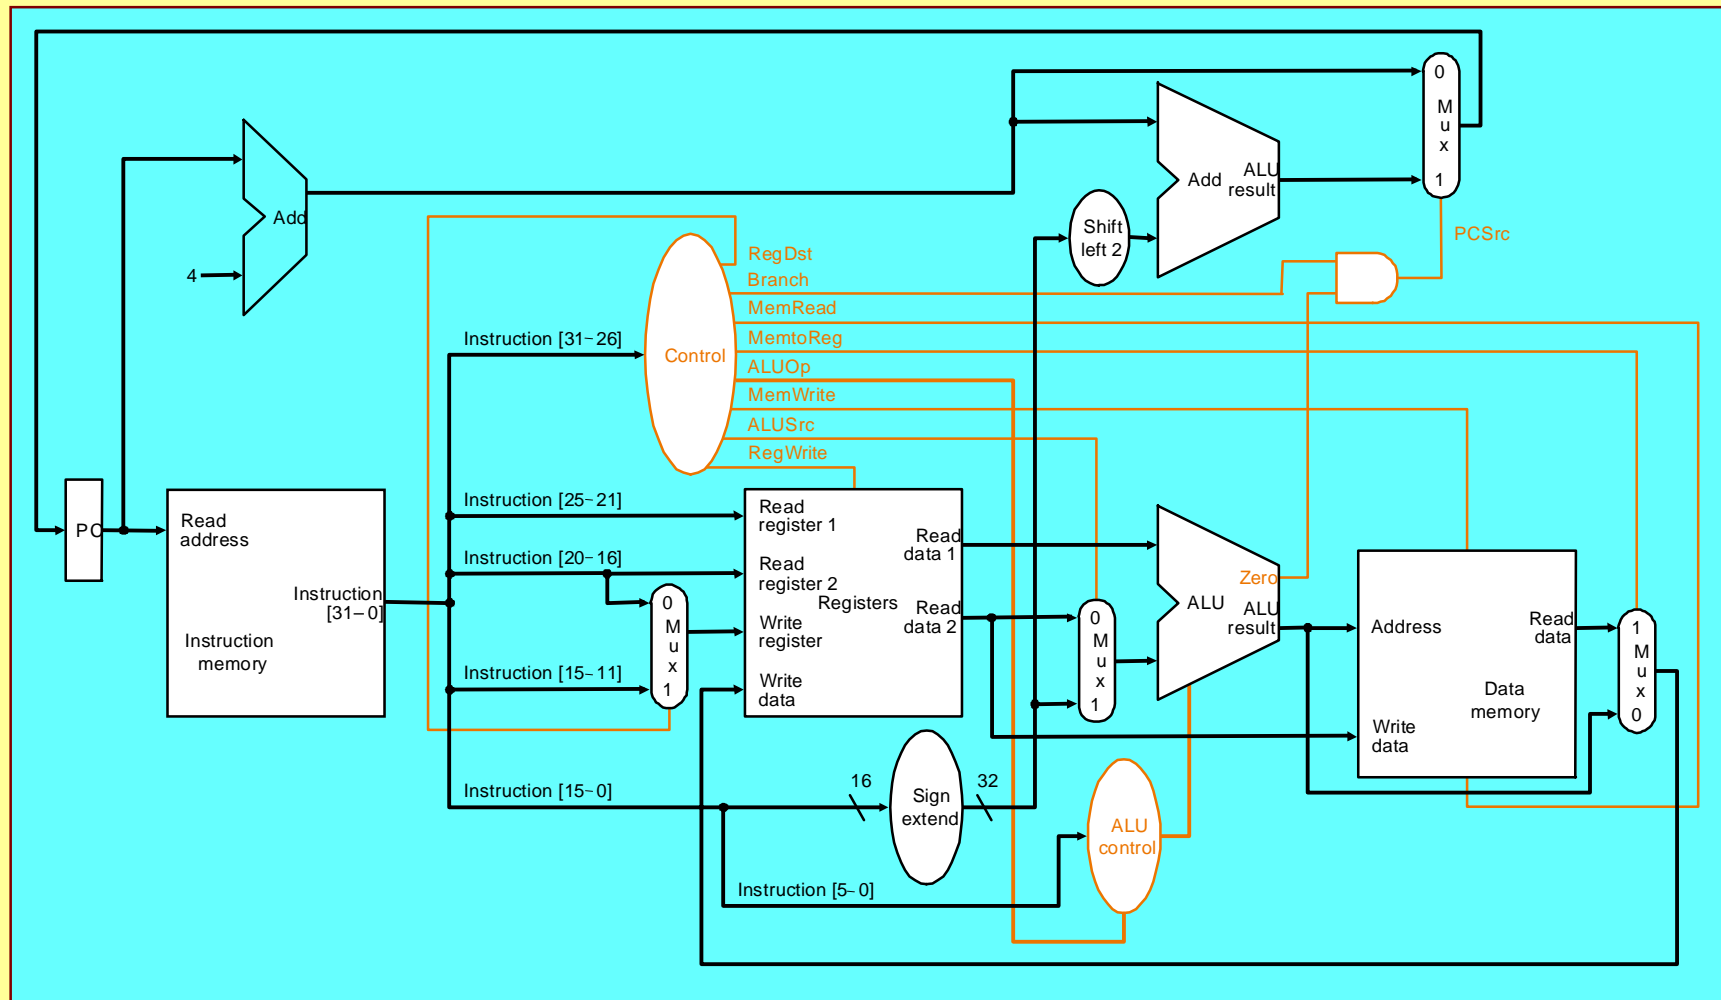 0
M
u
x
1
Add
ALU
result
Add
Shift
left 2
PCSrc
4
RegDst
Branch
MemRead
MemtoReg
ALUOp
MemWrite
ALUSrc
RegWrite
Instruction [31–26]
Control
Instruction [25–21]
Instruction [20–16]
Instruction [15–11]
Instruction [15–0]
Instruction [5–0]
PC
Read
address
Instruction
[31–0]
Instruction
memory
0
M
u
x
1
Read
register 1
Read
register 2
Write
register
Write
data
Registers
Read
data 1
Read
data 2
0
M
u
x
1
Zero
ALU
ALU
result
Address
Write
data
Read
data
Data
memory
1
M
u
x
0
16
Sign
extend
32
ALU
control